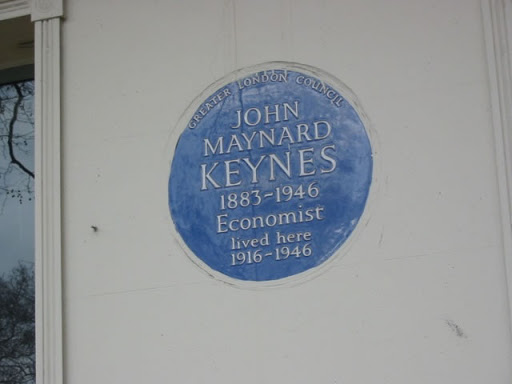 GREATER LONDON COUNCIL
JOHN
MAYNARD
KEYNES
1883-1946
Economist
lived here
1916-1946